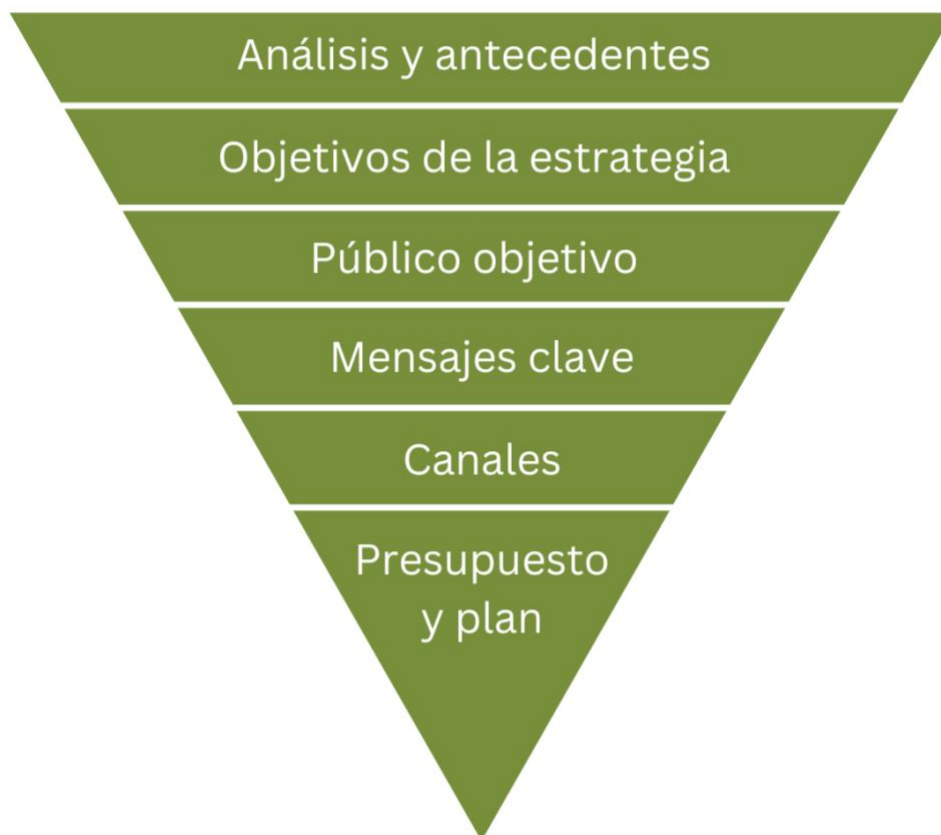 Análisis y antecedentes
Objetivos de la estrategia
Público objetivo
Mensajes clave
Canales
Presupuesto
y plan